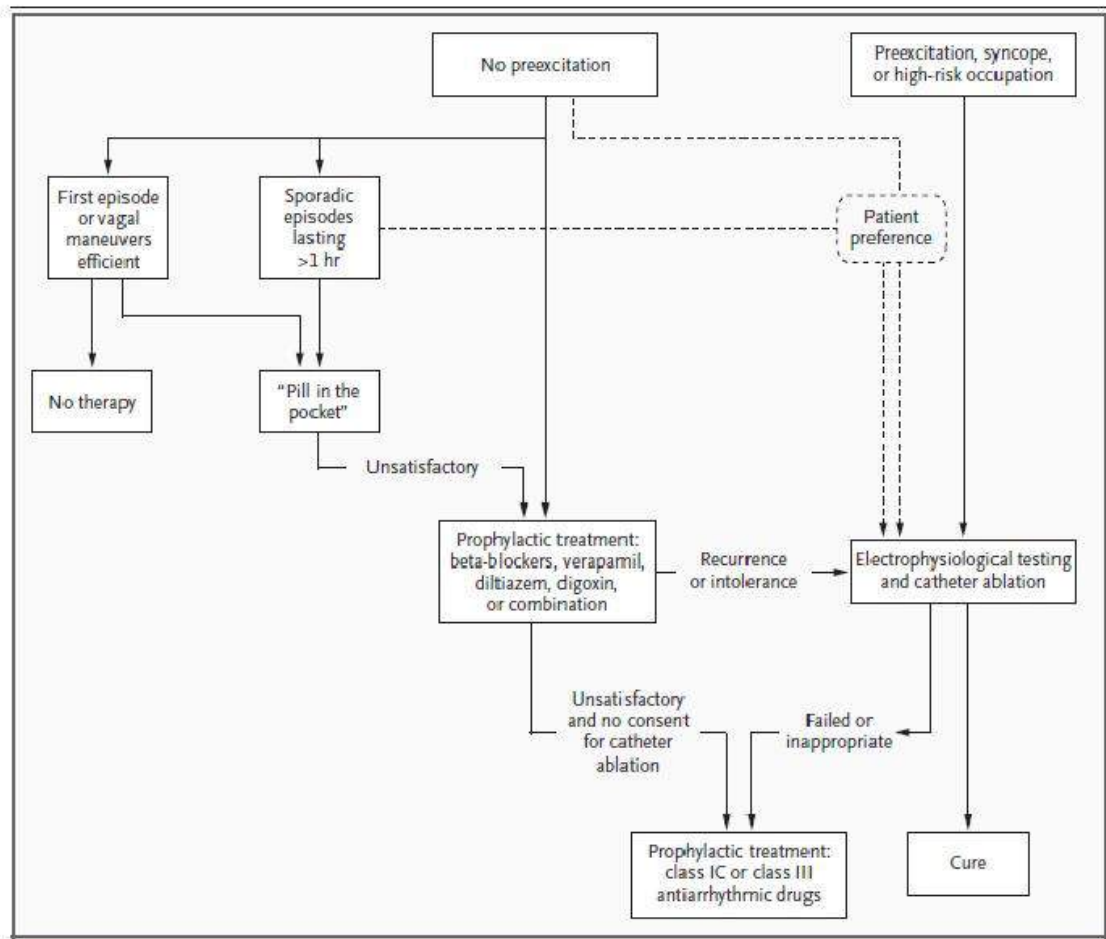 No preexcitation
Preexcitation, syncope,
or high-risk occupation
First episode
or vagal
maneuvers
efficient
Sporadic
episodes
lasting
>1 hr
Patient
preference
No therapy
“Pill in the
pocket”
Unsatisfactory
Prophylactic treatment:
beta-blockers, verapamil,
diltiazem, digoxin,
or combination
Recurrence
or intolerance
Electrophysiological testing
and catheter ablation
Unsatisfactory
and no consent
for catheter
ablation
Failed or
inappropriate
Prophylactic treatment:
class IC or class III
antiarrhythmic drugs
Cure